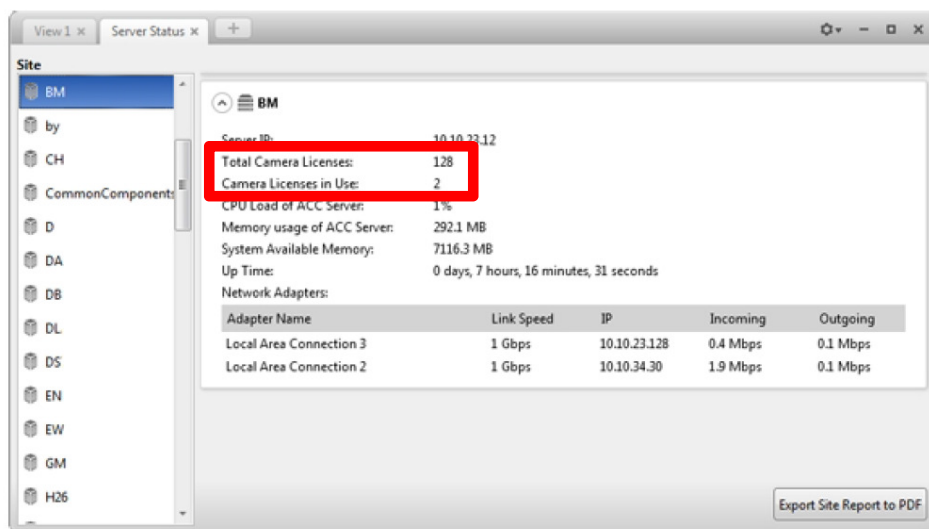 View 1 × Server Status × +
Site
BM
by
CH
CommonComponents
D
DA
DB
DL
DS
EN
EW
GM
H26
BM
Server IP: 10.10.23.12
Total Camera Licenses: 128
Camera Licenses in Use: 2
CPU Load of ACC Server: 1%
Memory usage of ACC Server: 292.1 MB
System Available Memory: 7116.3 MB
Up Time: 0 days, 7 hours, 16 minutes, 31 seconds
Network Adapters:
Adapter Name Link Speed IP Incoming Outgoing
Local Area Connection 3 1 Gbps 10.10.23.128 0.4 Mbps 0.1 Mbps
Local Area Connection 2 1 Gbps 10.10.34.30 1.9 Mbps 0.1 Mbps
Export Site Report to PDF